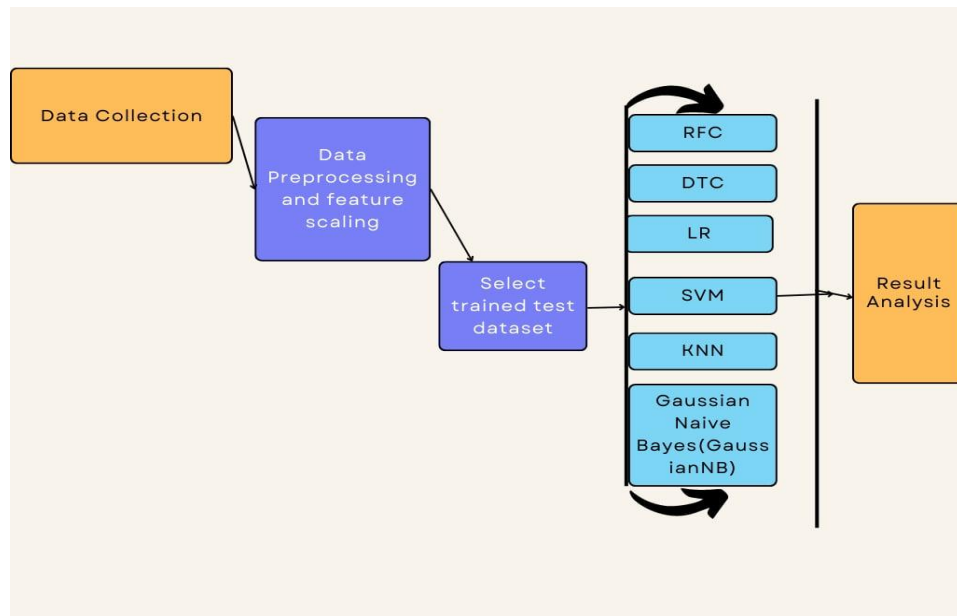 Data Collection
Data
Preprocessing
and feature
scaling
Select
trained test
dataset
RFC
DTC
LR
SVM
KNN
Gaussian
Naive
Bayes(Gauss
ianNB)
Result
Analysis